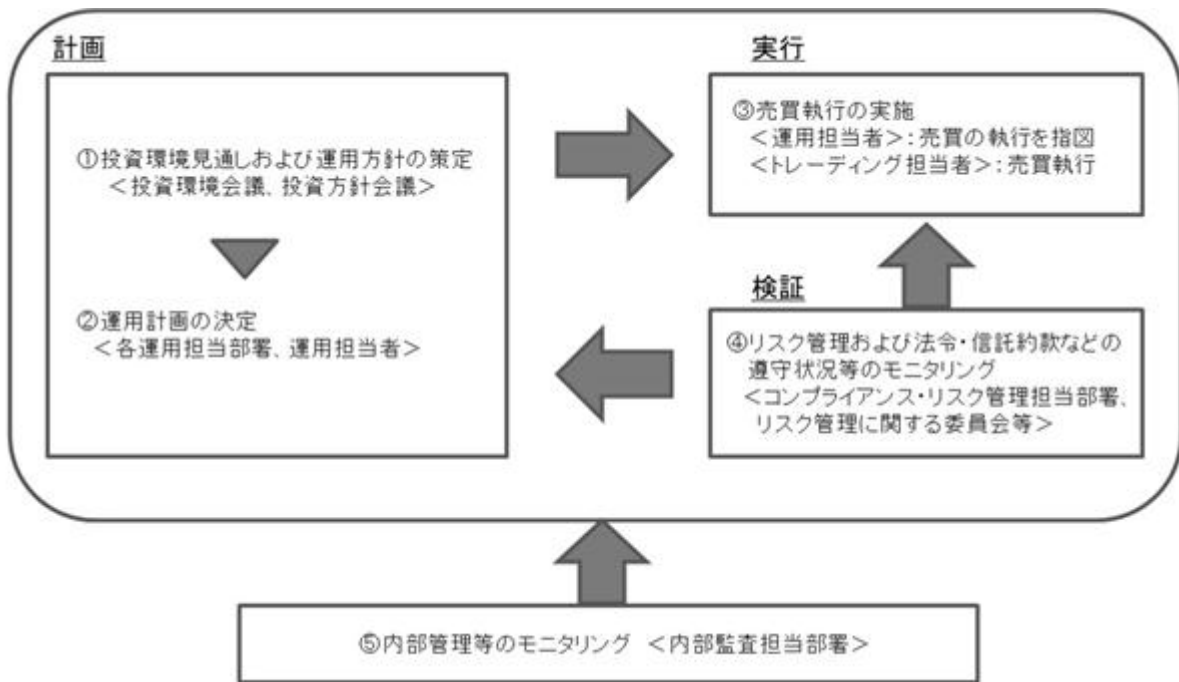 計画
①投資環境見通しおよび運用方針の策定
＜投資環境会議、投資方針会議＞
②運用計画の決定
＜各運用担当部署、運用担当者＞
実行
③売買執行の実施
＜運用担当者＞：売買の執行を指図
＜トレーディング担当者＞：売買執行
検証
④リスク管理および法令・信託約款などの
遵守状況等のモニタリング
＜コンプライアンス・リスク管理担当部署、
リスク管理に関する委員会等＞
⑤内部管理等のモニタリング ＜内部監査担当部署＞